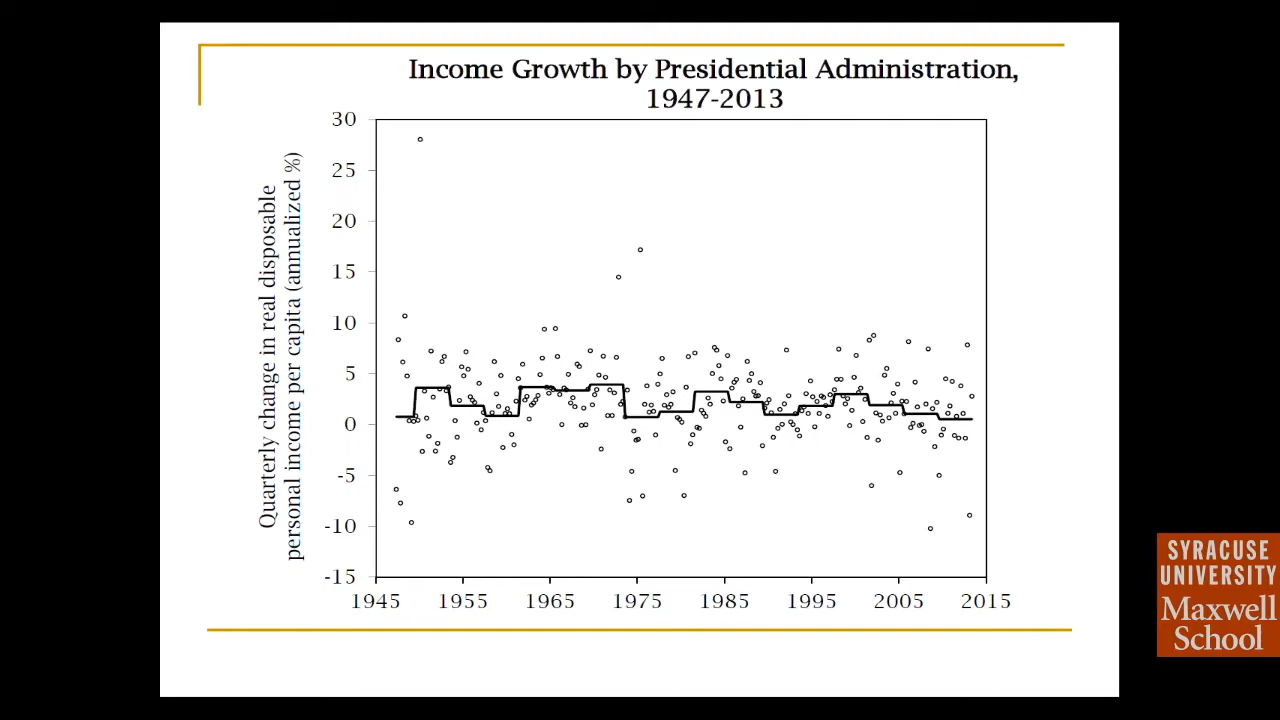 Income Growth by Presidential Administration,
1947-2013
Quarterly change in real disposable
personal income per capita (annualized %)
30
25
20
15
10
5
0
-5
-10
-15
1945 1955 1965 1975 1985 1995 2005 2015
SYRACUSE
UNIVERSITY
Maxwell
School